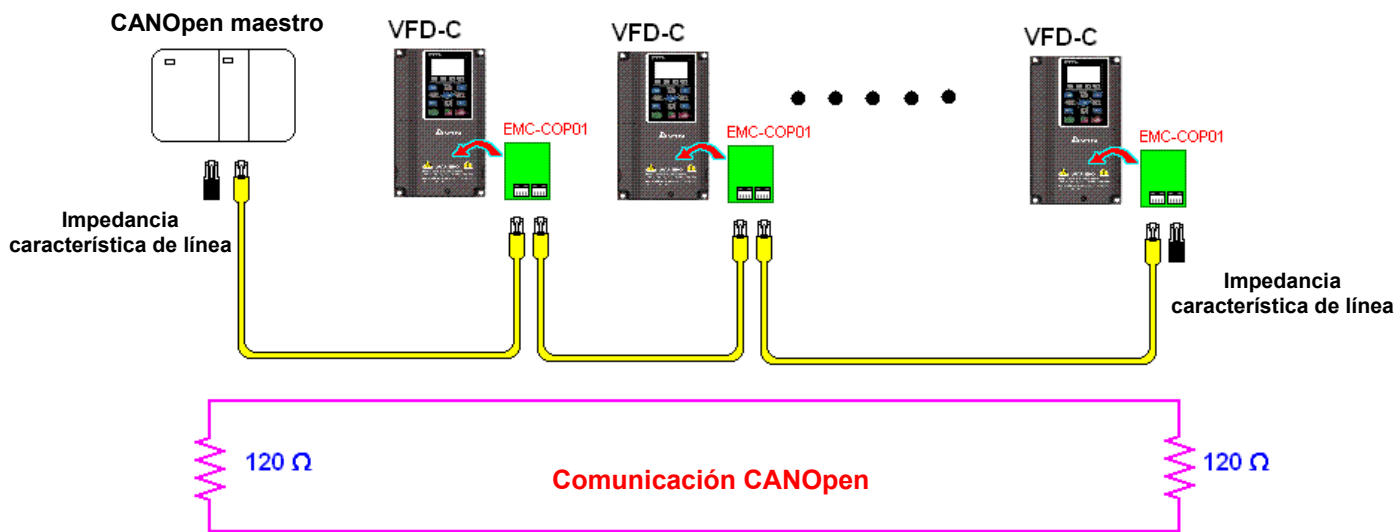 CANOpen maestro
VFD-C
VFD-C
VFD-C
EMC-COP01
EMC-COP01
EMC-COP01
Impedancia
característica de línea
Impedancia
característica de línea
120 Ω
Comunicación CANOpen
120 Ω